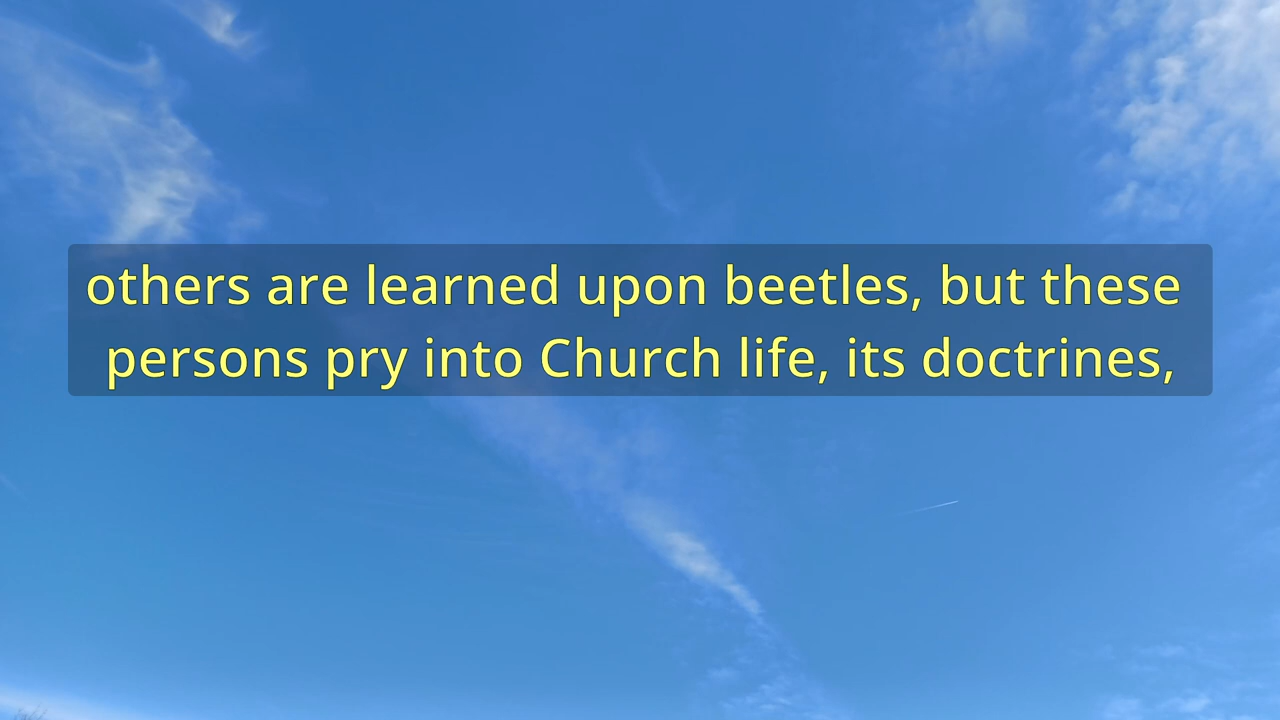 others are learned upon beetles, but these
persons pry into Church life, its doctrines,